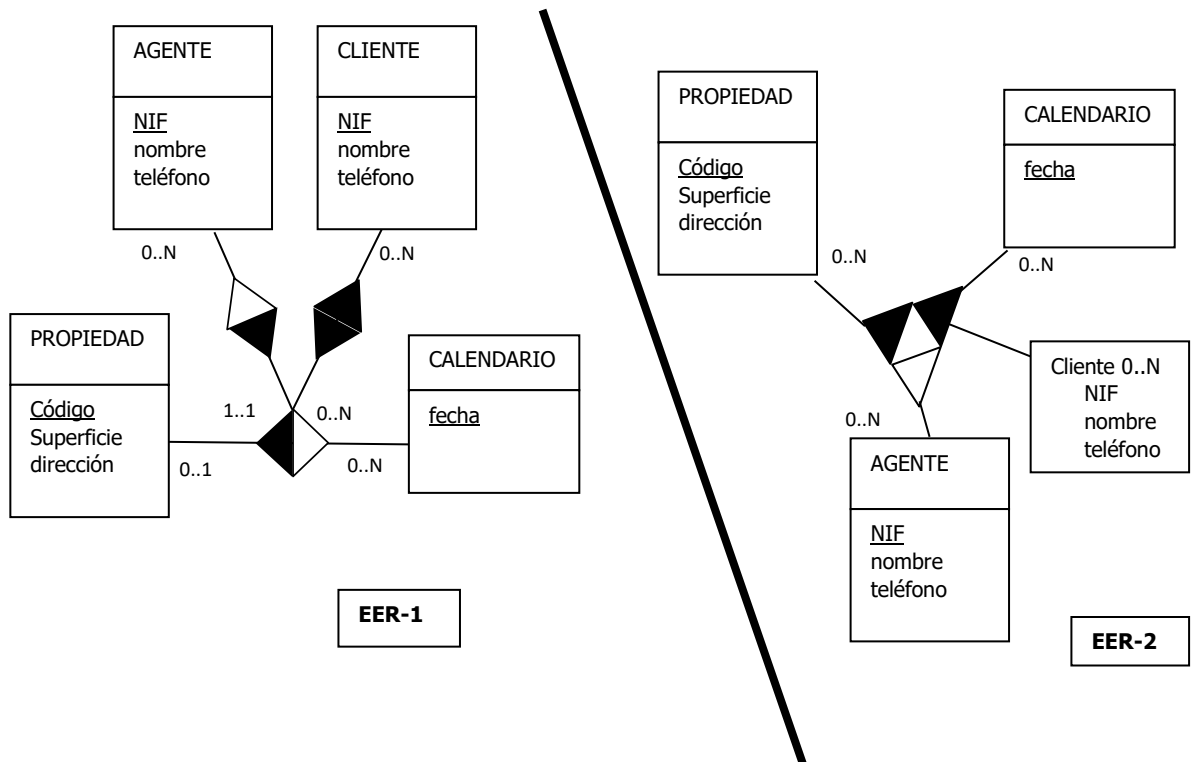 AGENTE
NIF
nombre
teléfono
CLIENTE
NIF
nombre
teléfono
0..N
0..N
PROPIEDAD
Código
Superficie
dirección
1..1
0..N
0..1
0..N
CALENDARIO
fecha
EER-1
PROPIEDAD
Código
Superficie
dirección
CALENDARIO
fecha
0..N
0..N
Cliente 0..N
NIF
nombre
teléfono
0..N
AGENTE
NIF
nombre
teléfono
EER-2